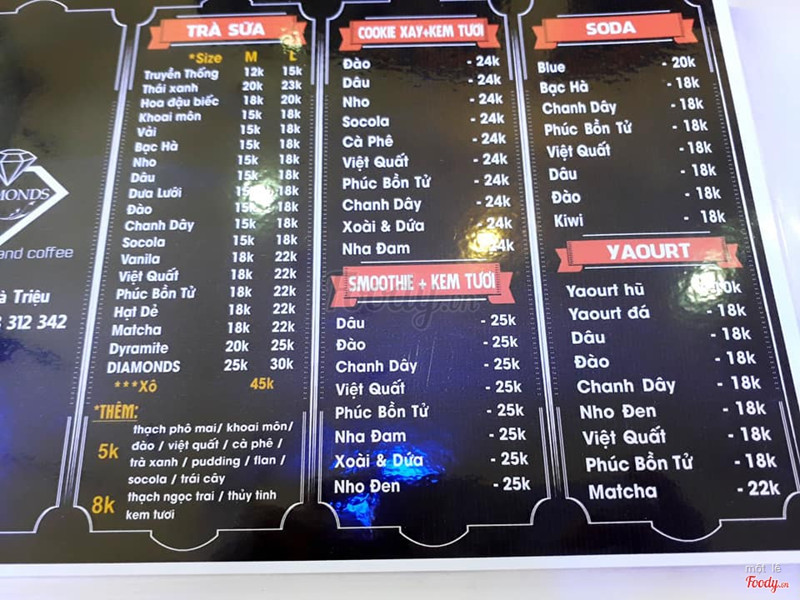 MONDS
and coffee
à Triệu
312 342
TRÀ SỮA
*Size M L
Truyền Thống 12k 15k
Thái xanh 20k 23k
Hoa đậu biếc 18k 20k
Khoai môn 15k 18k
Vải 15k 18k
Bạc Hà 15k 18k
Nho 15k 18k
Dâu 15k 18k
Dưa Lưới 18k
Đào 15k 18k
Chanh Dây 15k 18k
Socola 15k 18k
Vanila 18k 22k
Việt Quất 18k 22k
Phúc Bồn Tử 18k 22k
Hạt Dẻ 18k 22k
Matcha 18k 22k
Dyramite 20k 25k
DIAMONDS 25k 30k
***Xô 45k
*THÊM:
5k thạch phô mai/ khoai môn/
đào / việt quất / cà phê /
trà xanh / pudding / flan /
socola / trái cây
8k thạch ngọc trai / thủy tinh
kem tươi
COOKIE XAY+KEM TƯƠI
Đào - 24k
Dâu - 24k
Nho - 24k
Socola - 24k
Cà Phê - 24k
Việt Quất - 24k
Phúc Bồn Tử - 24k
Chanh Dây - 24k
Xoài & Dứa - 24k
Nha Đam 24k
SMOOTHIE + KEM TƯƠI
Dâu - 25k
Đào - 25k
Chanh Dây - 25k
Việt Quất - 25k
Phúc Bồn Tử - 25k
Nha Đam - 25k
Xoài & Dứa - 25k
Nho Đen - 25k
SODA
Blue - 20k
Bạc Hà - 18k
Chanh Dây - 18k
Phúc Bồn Tử - 18k
Việt Quất - 18k
Dâu - 18k
Đào - 18k
Kiwi - 18k
YAOURT
Yaourt hũ
Yaourt đá - 18k
Dâu - 18k
Đào - 18k
Chanh Dây - 18k
Nho Đen - 18k
Việt Quất - 18k
Phúc Bồn Tử - 18k
Matcha - 22k
Foody.vn
một lê
Foody.vn